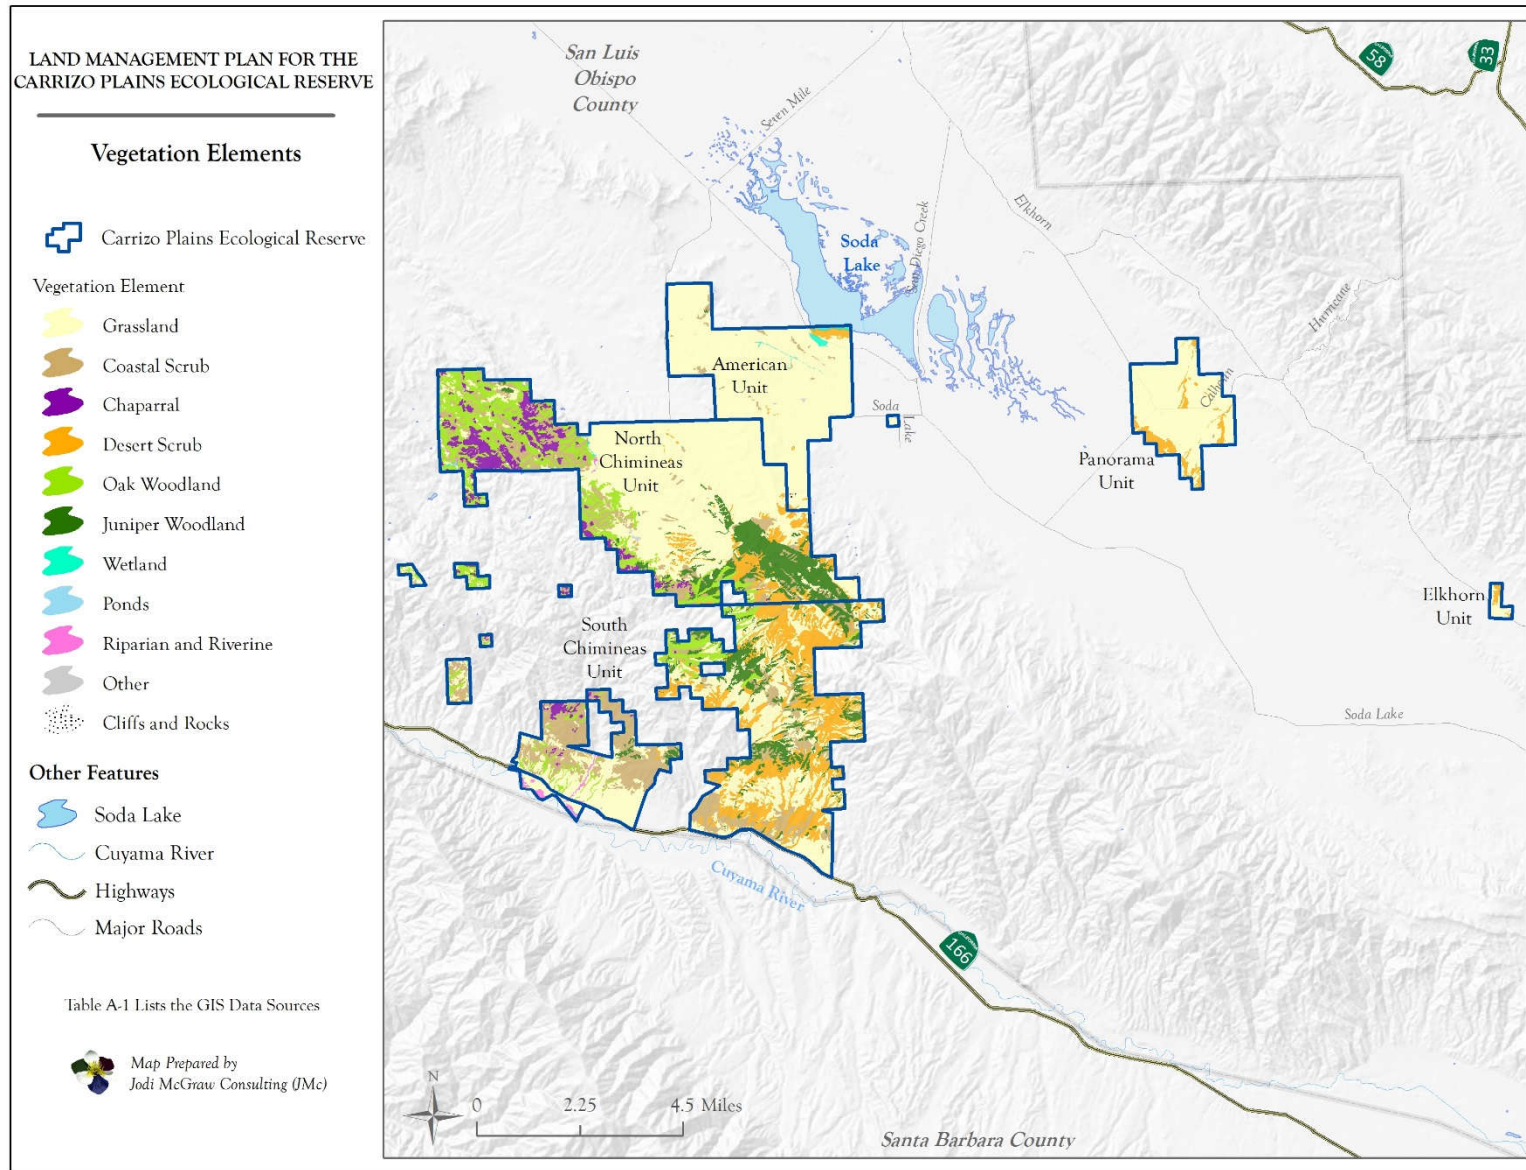 LAND MANAGEMENT PLAN FOR THE
CARRIZO PLAINS ECOLOGICAL RESERVE
Vegetation Elements
Carrizo Plains Ecological Reserve
Vegetation Element
Grassland
Coastal Scrub
Chaparral
Desert Scrub
Oak Woodland
Juniper Woodland
Wetland
Ponds
Riparian and Riverine
Other
Cliffs and Rocks
Other Features
Soda Lake
Cuyama River
Highways
Major Roads
Table A-1 Lists the GIS Data Sources
Map Prepared by
Jodi McGraw Consulting (JMc)
San Luis
Obispo
County
Seven Mile
CALIFORNIA
58
CALIFORNIA
33
Elkhorn
San Diego Creek
Soda
Lake
Hurricane
American
Unit
Calhorn
Soda
Lake
North
Chimineas
Unit
Panorama
Unit
Elkhorn
Unit
South
Chimineas
Unit
Soda Lake
Cuyama River
CALIFORNIA
166
N
0 2.25 4.5 Miles
Santa Barbara County